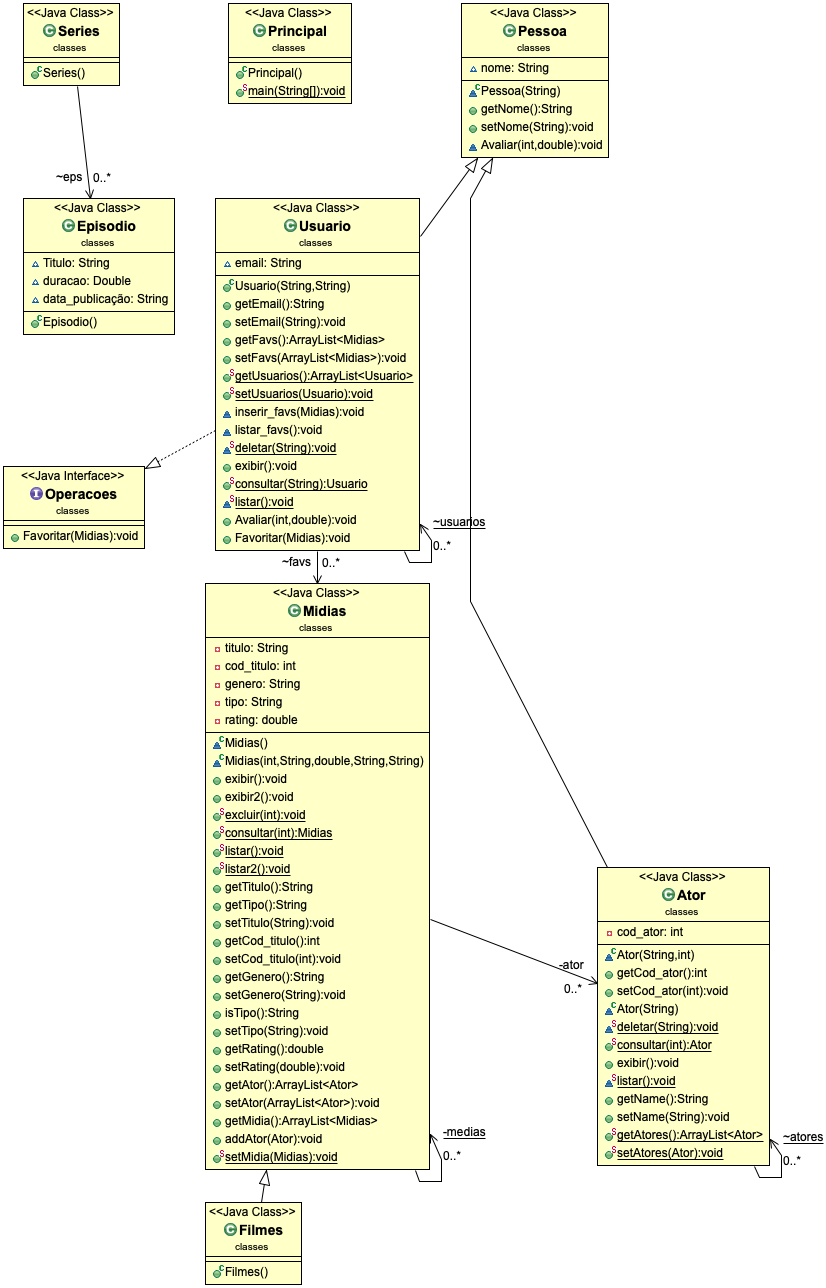 <<Java Class>>
Series
classes
Series()
<<Java Class>>
Principal
classes
Principal()
main(String[]):void
<<Java Class>>
Pessoa
classes
nome: String
Pessoa(String)
getNome():String
setNome(String):void
Avaliar(int,double):void
~eps 0..*
<<Java Class>>
Episodio
classes
Titulo: String
duracao: Double
data_publicação: String
Episodio()
<<Java Class>>
Usuario
classes
email: String
Usuario(String,String)
getEmail():String
setEmail(String):void
getFavs():ArrayList<Midias>
setFavs(ArrayList<Midias>):void
getUsuarios():ArrayList<Usuario>
setUsuarios(Usuario):void
inserir_favs(Midias):void
listar_favs():void
deletar(String):void
exibir():void
consultar(String):Usuario
listar():void
Avaliar(int,double):void
Favoritar(Midias):void
~usuarios
0..*
<<Java Interface>>
Operacoes
classes
Favoritar(Midias):void
~favs 0..*
<<Java Class>>
Midias
classes
titulo: String
cod_titulo: int
genero: String
tipo: String
rating: double
Midias()
Midias(int,String,double,String,String)
exibir():void
exibir2():void
excluir(int):void
consultar(int):Midias
listar():void
listar2():void
getTitulo():String
getTipo():String
setTitulo(String):void
getCod_titulo():int
setCod_titulo(int):void
getGenero():String
setGenero(String):void
isTipo():String
setTipo(String):void
getRating():double
setRating(double):void
getAtor():ArrayList<Ator>
setAtor(ArrayList<Ator>):void
getMidia():ArrayList<Midias>
addAtor(Ator):void
setMidia(Midias):void
-medias
0..*
-ator
0..*
<<Java Class>>
Ator
classes
cod_ator: int
Ator(String,int)
getCod_ator():int
setCod_ator(int):void
Ator(String)
deletar(String):void
consultar(int):Ator
exibir():void
listar():void
getName():String
setName(String):void
getAtores():ArrayList<Ator>
setAtores(Ator):void
~atores
0..*
<<Java Class>>
Filmes
classes
Filmes()